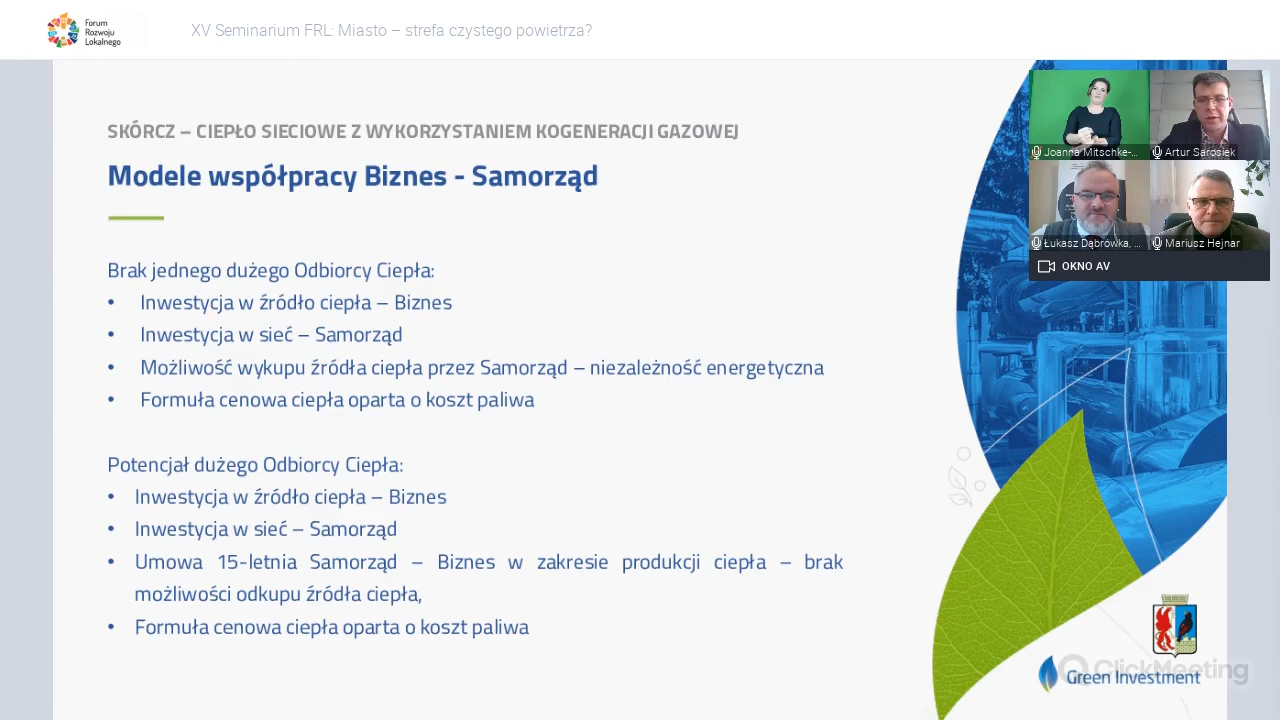 Forum
Rozwoju
Lokalnego
XV Seminarium FRL: Miasto – strefa czystego powietrza?
SKÓRCZ – CIEPŁO SIECIOWE Z WYKORZYSTANIEM KOGENERACJI GAZOWEJ
Modele współpracy Biznes - Samorząd
Brak jednego dużego Odbiorcy Ciepła:
• Inwestycja w źródło ciepła – Biznes
• Inwestycja w sieć – Samorząd
• Możliwość wykupu źródła ciepła przez Samorząd – niezależność energetyczna
• Formuła cenowa ciepła oparta o koszt paliwa
Potencjał dużego Odbiorcy Ciepła:
• Inwestycja w źródło ciepła – Biznes
• Inwestycja w sieć – Samorząd
• Umowa 15-letnia Samorząd – Biznes w zakresie produkcji ciepła – brak
możliwości odkupu źródła ciepła,
• Formuła cenowa ciepła oparta o koszt paliwa
Joanna Mitschke-...
Artur Sarosiek
Łukasz Dąbrówka, ...
Mariusz Hejnar
OKNO AV
ClickMeeting
Green Investment